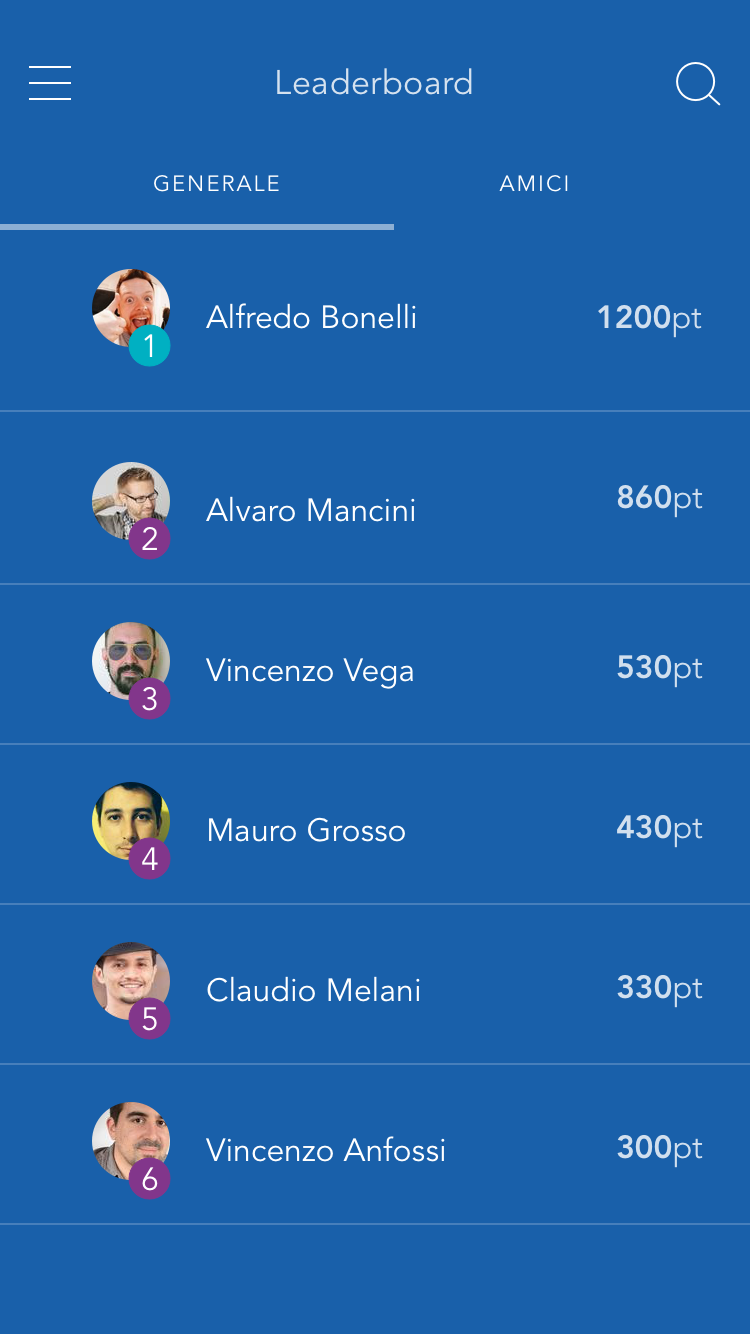 Leaderboard
GENERALE AMICI
Alfredo Bonelli 1200pt
1
Alvaro Mancini 860pt
2
Vincenzo Vega 530pt
3
Mauro Grosso 430pt
4
Claudio Melani 330pt
5
Vincenzo Anfossi 300pt
6